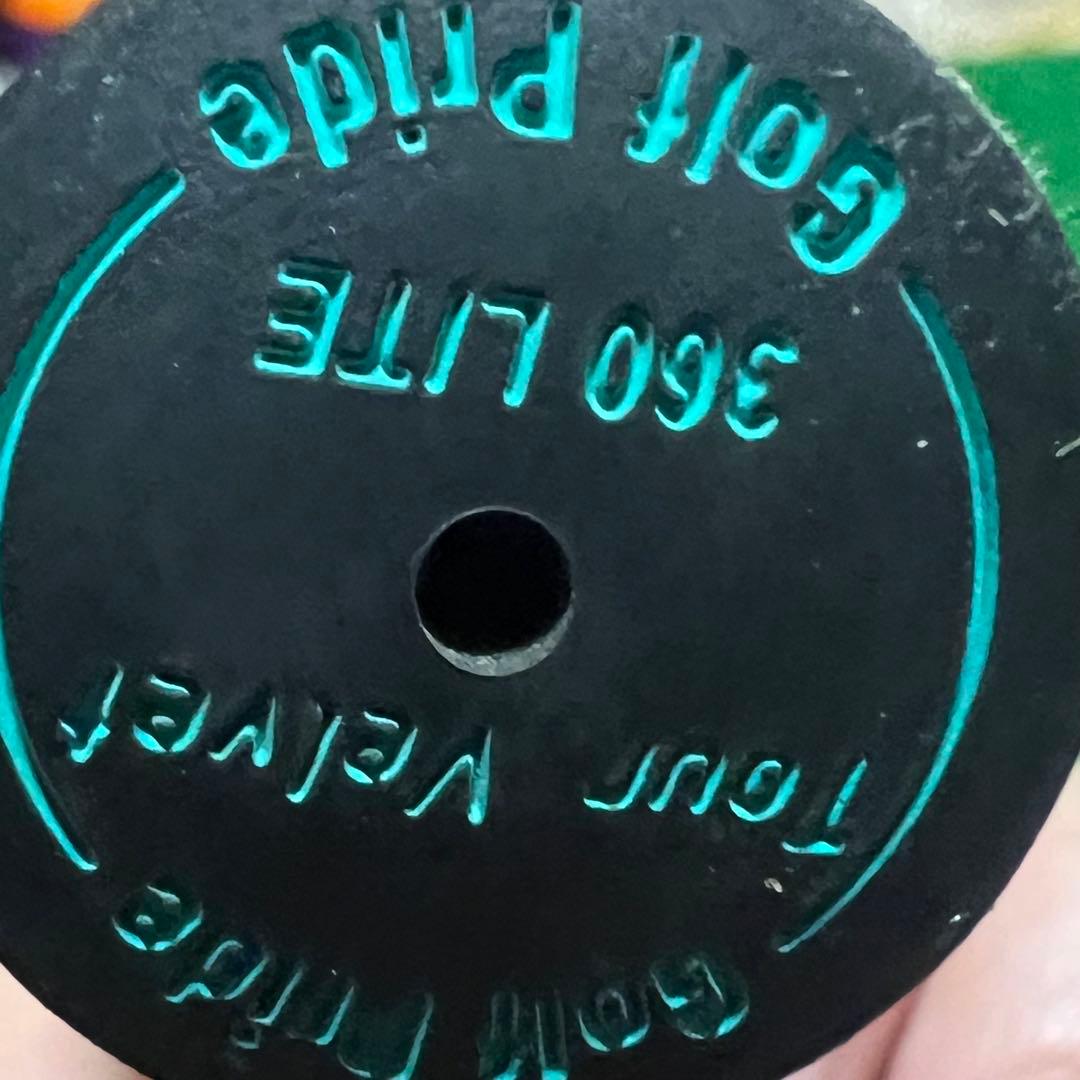 Golf Pride
Tour Velvet
360 LITE
Golf Pride